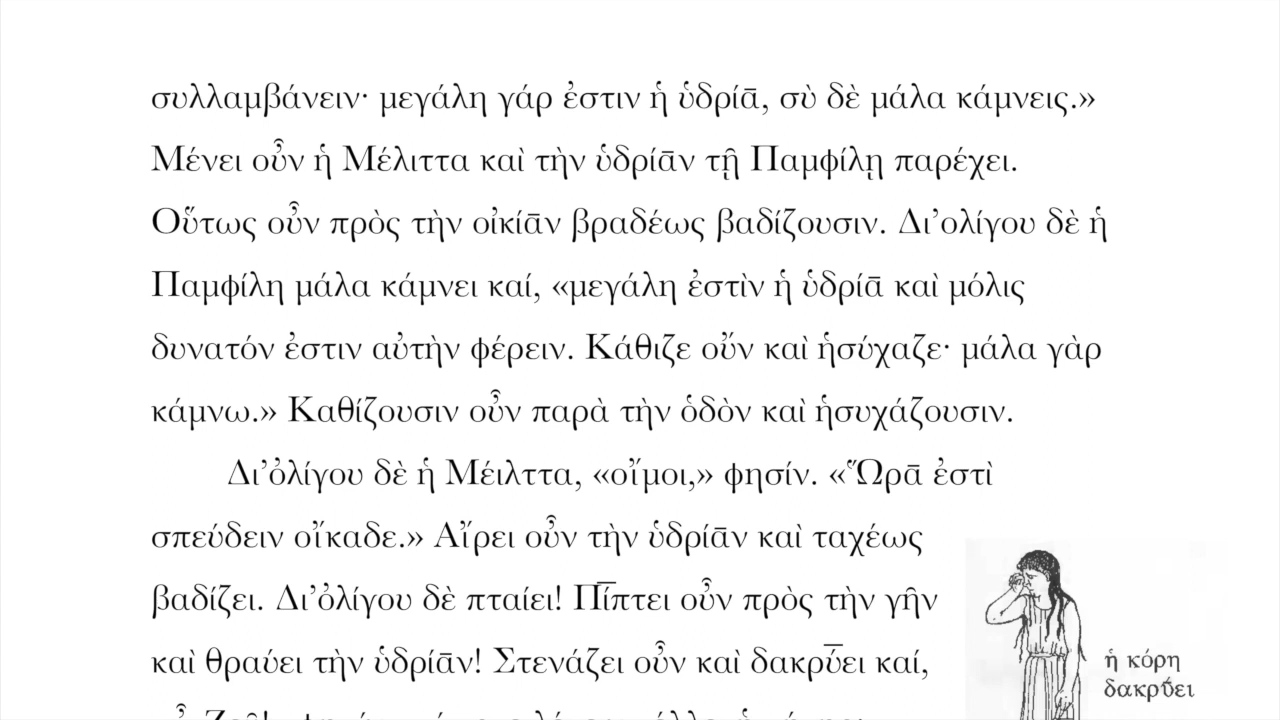 συλλαμβάνειν· μεγάλη γάρ ἐστιν ἡ ὑδρίᾱ, σὺ δὲ μάλα κάμνεις.»
Μένει οὖν ἡ Μέλιττα καὶ τὴν ὑδρίᾱν τῇ Παμφίλῃ παρέχει.
Οὕτως οὖν πρὸς τὴν οἰκίᾱν βραδέως βαδίζουσιν. Δι’ολίγου δὲ ἡ
Παμφίλη μάλα κάμνει καί, «μεγάλη ἐστὶν ἡ ὑδρίᾱ καὶ μόλις
δυνατόν ἐστιν αὐτὴν φέρειν. Κάθιζε οὔν καὶ ἡσύχαζε· μάλα γὰρ
κάμνω.» Καθίζουσιν οὖν παρὰ τὴν ὁδὸν καὶ ἡσυχάζουσιν.
Δι’ὀλίγου δὲ ἡ Μέιλττα, «οἴμοι,» φησίν. «Ὥρᾱ ἐστὶ
σπεύδειν οἴκαδε.» Αἴρει οὖν τὴν ὑδρίᾱν καὶ ταχέως
βαδίζει. Δι’ὀλίγου δὲ πταίει! Πῑ́πτει οὖν πρὸς τὴν γῆν
καὶ θραύει τὴν ὑδρίᾱν! Στενάζει οὖν καὶ δακρῡ́ει καί,
ἡ κόρη
δακρῡ́ει